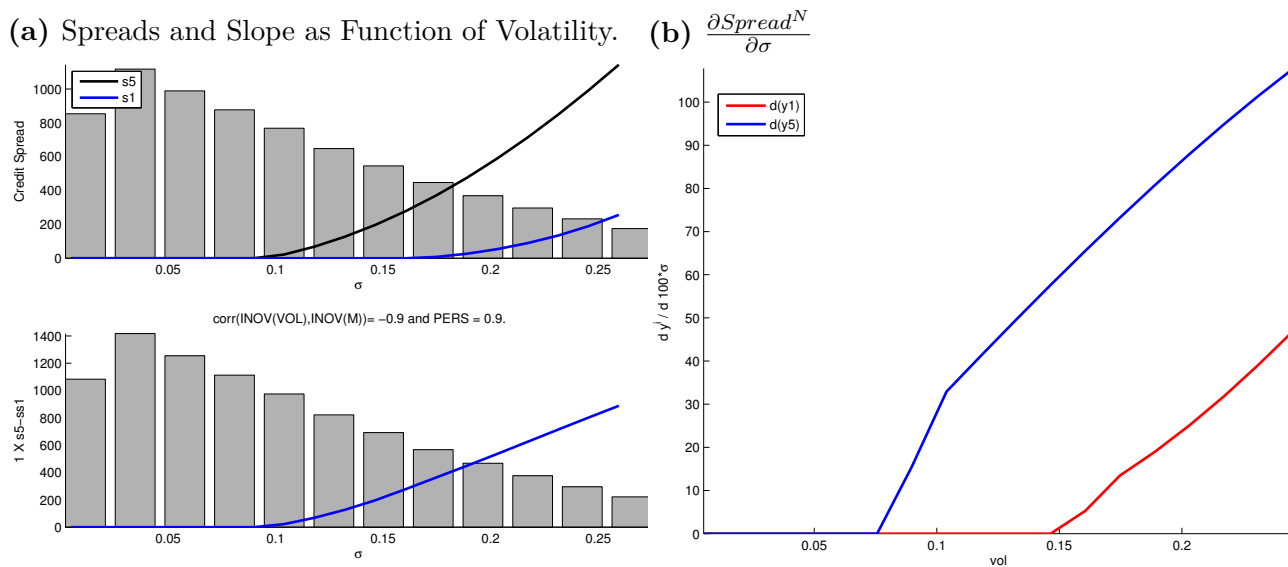 (a) Spreads and Slope as Function of Volatility.
s5
s1
Credit Spread
1000
800
600
400
200
0
0.05 0.1 0.15 0.2 0.25
σ
corr(INOV(VOL),INOV(M))= −0.9 and PERS = 0.9.
1 X s5−ss1
1400
1200
1000
800
600
400
200
0
0.05 0.1 0.15 0.2 0.25
σ
(b) ∂Spread^N / ∂σ
d(y1)
d(y5)
d y^i / d 100*σ
100
90
80
70
60
50
40
30
20
10
0
0.05 0.1 0.15 0.2
vol